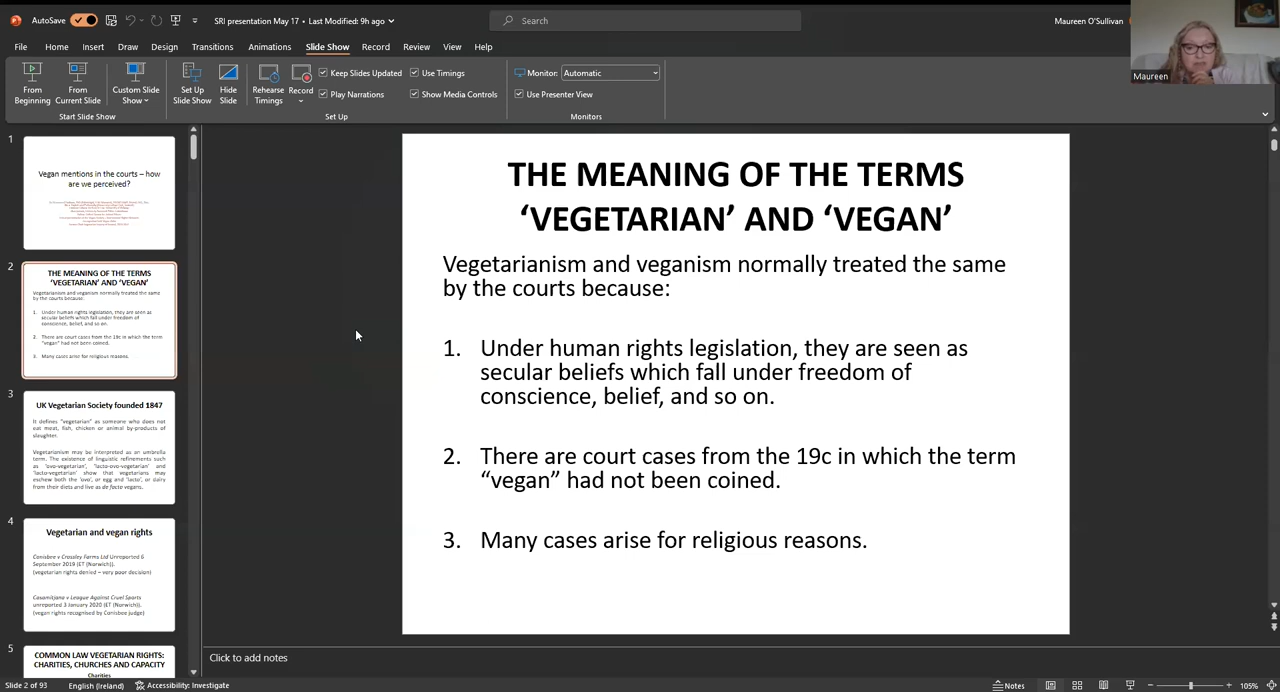 AutoSave
SRI presentation May 17 • Last Modified: 9h ago
Search
Maureen O'Sullivan
File Home Insert Draw Design Transitions Animations Slide Show Record Review View Help
From Beginning
From Current Slide
Custom Slide Show
Set Up Slide Show
Hide Slide
Rehearse Timings
Record
Keep Slides Updated
Play Narrations
Use Timings
Show Media Controls
Monitor: Automatic
Use Presenter View
Start Slide Show
Set Up
Monitors
Maureen
1
Vegan mentions in the courts – how
are we perceived?
2
THE MEANING OF THE TERMS
'VEGETARIAN' AND 'VEGAN'
Vegetarianism and veganism normally treated the same
by the courts because:
1. Under human rights legislation, they are seen as
secular beliefs which fall under freedom of
conscience, belief, and so on.
2. There are court cases from the 19c in which the term
"vegan" had not been coined.
3. Many cases arise for religious reasons.
3
UK Vegetarian Society founded 1847
It defines "vegetarian" as someone who does not
eat meat, fish, chicken or animal by-products of
slaughter.
Vegetarianism may be interpreted as an umbrella
term. The existence of linguistic refinements such
as 'ovo-vegetarian', 'lacto-ovo-vegetarian' and
'lacto-vegetarian' show that vegetarians may
eschew both the 'ovo', or egg and 'lacto', or dairy
from their diets and live as de facto vegans.
4
Vegetarian and vegan rights
Conisbee v Crossley Farms Ltd Unreported 6
September 2019 (ET (Norwich)).
(vegetarian rights denied – very poor decision)
Casamitjana v League Against Cruel Sports
unreported 3 January 2020 (ET (Norwich)).
(vegan rights recognised by Conisbee judge)
5
COMMON LAW VEGETARIAN RIGHTS:
CHARITIES, CHURCHES AND CAPACITY
Charities
THE MEANING OF THE TERMS
‘VEGETARIAN’ AND ‘VEGAN’
Vegetarianism and veganism normally treated the same
by the courts because:
1. Under human rights legislation, they are seen as
secular beliefs which fall under freedom of
conscience, belief, and so on.
2. There are court cases from the 19c in which the term
“vegan” had not been coined.
3. Many cases arise for religious reasons.
Click to add notes
Slide 2 of 93
English (Ireland)
Accessibility: Investigate
Notes
105%